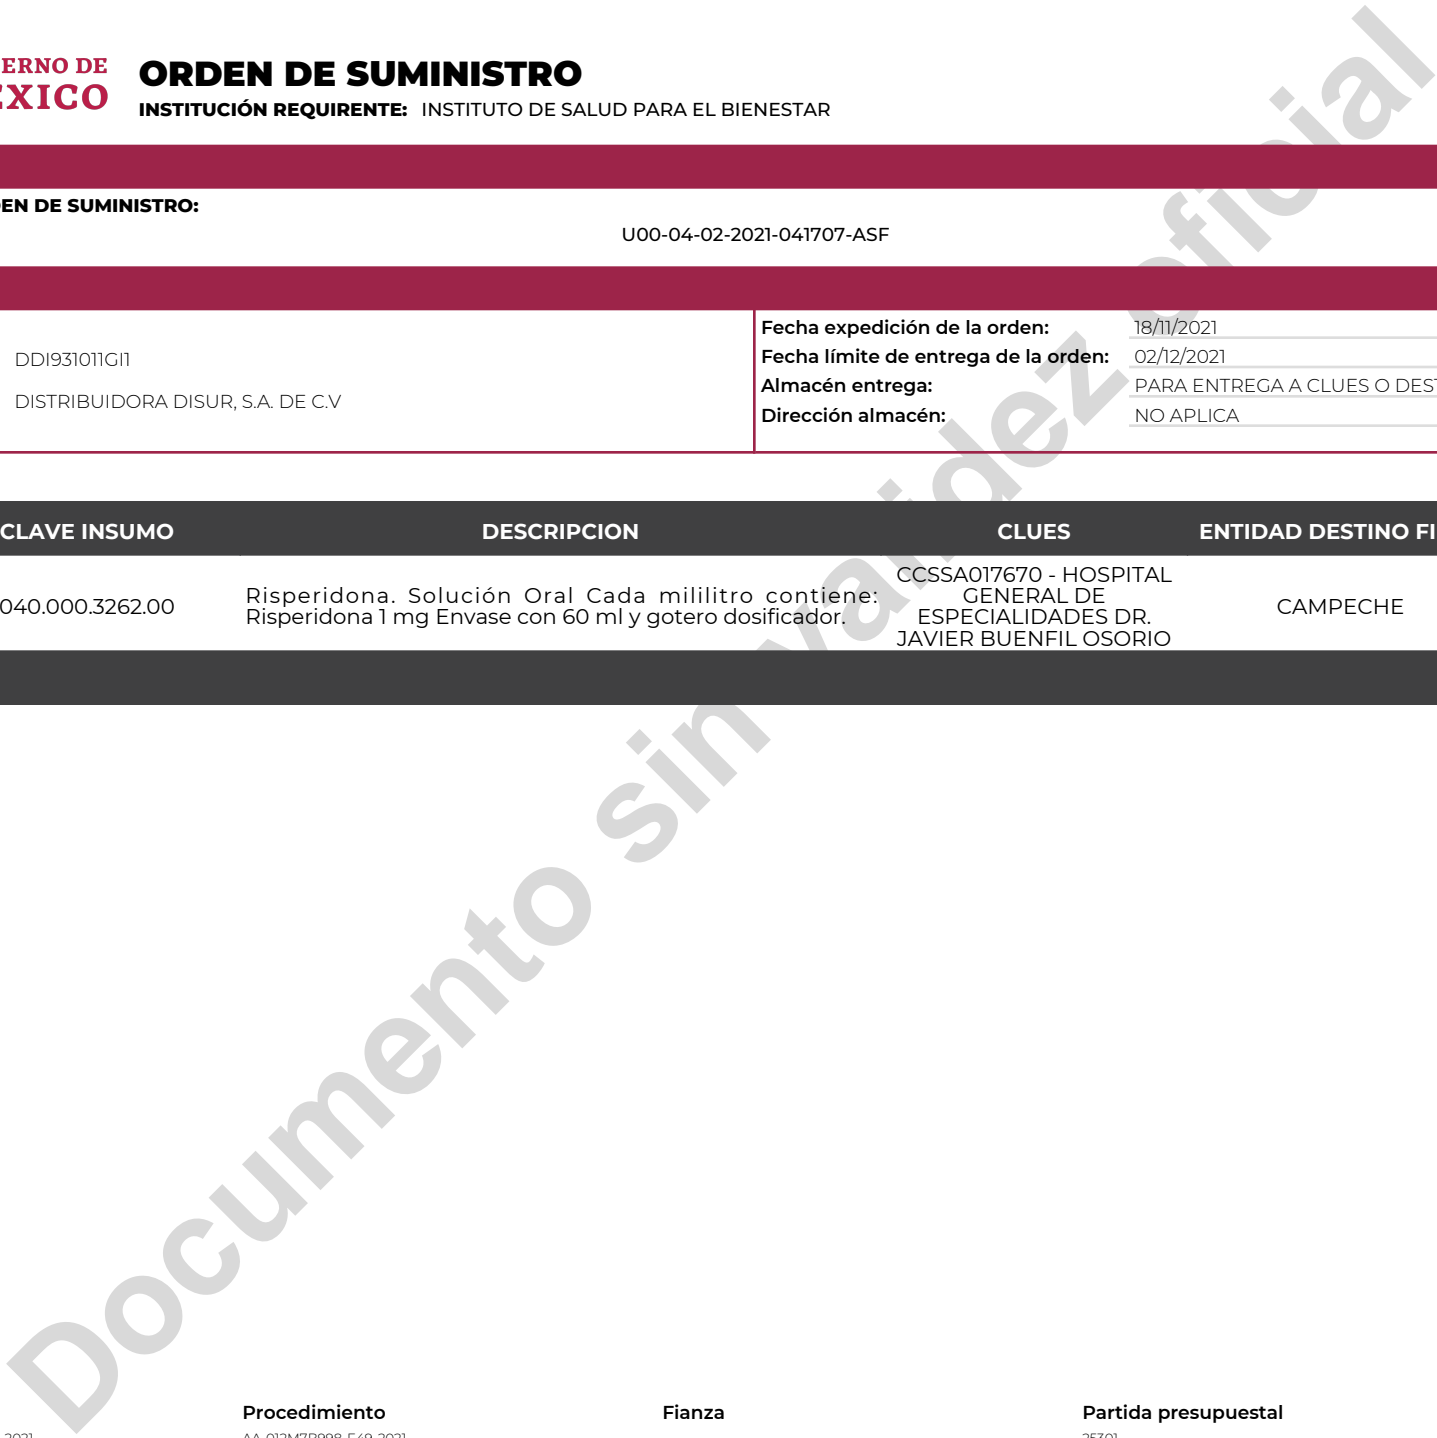 ERNO DE
EXICO
ORDEN DE SUMINISTRO
INSTITUCIÓN REQUIRENTE: INSTITUTO DE SALUD PARA EL BIENESTAR
EN DE SUMINISTRO:
U00-04-02-2021-041707-ASF
DDI931011GI1
DISTRIBUIDORA DISUR, S.A. DE C.V
Fecha expedición de la orden: 18/11/2021
Fecha límite de entrega de la orden: 02/12/2021
Almacén entrega: PARA ENTREGA A CLUES O DEST
Dirección almacén: NO APLICA
CLAVE INSUMO DESCRIPCION CLUES ENTIDAD DESTINO FI
040.000.3262.00
Risperidona. Solución Oral Cada mililitro contiene:
Risperidona 1 mg Envase con 60 ml y gotero dosificador.
CCSSA017670 - HOSPITAL
GENERAL DE
ESPECIALIDADES DR.
JAVIER BUENFIL OSORIO
CAMPECHE
Documento sin validez oficial
Procedimiento Fianza Partida presupuestal